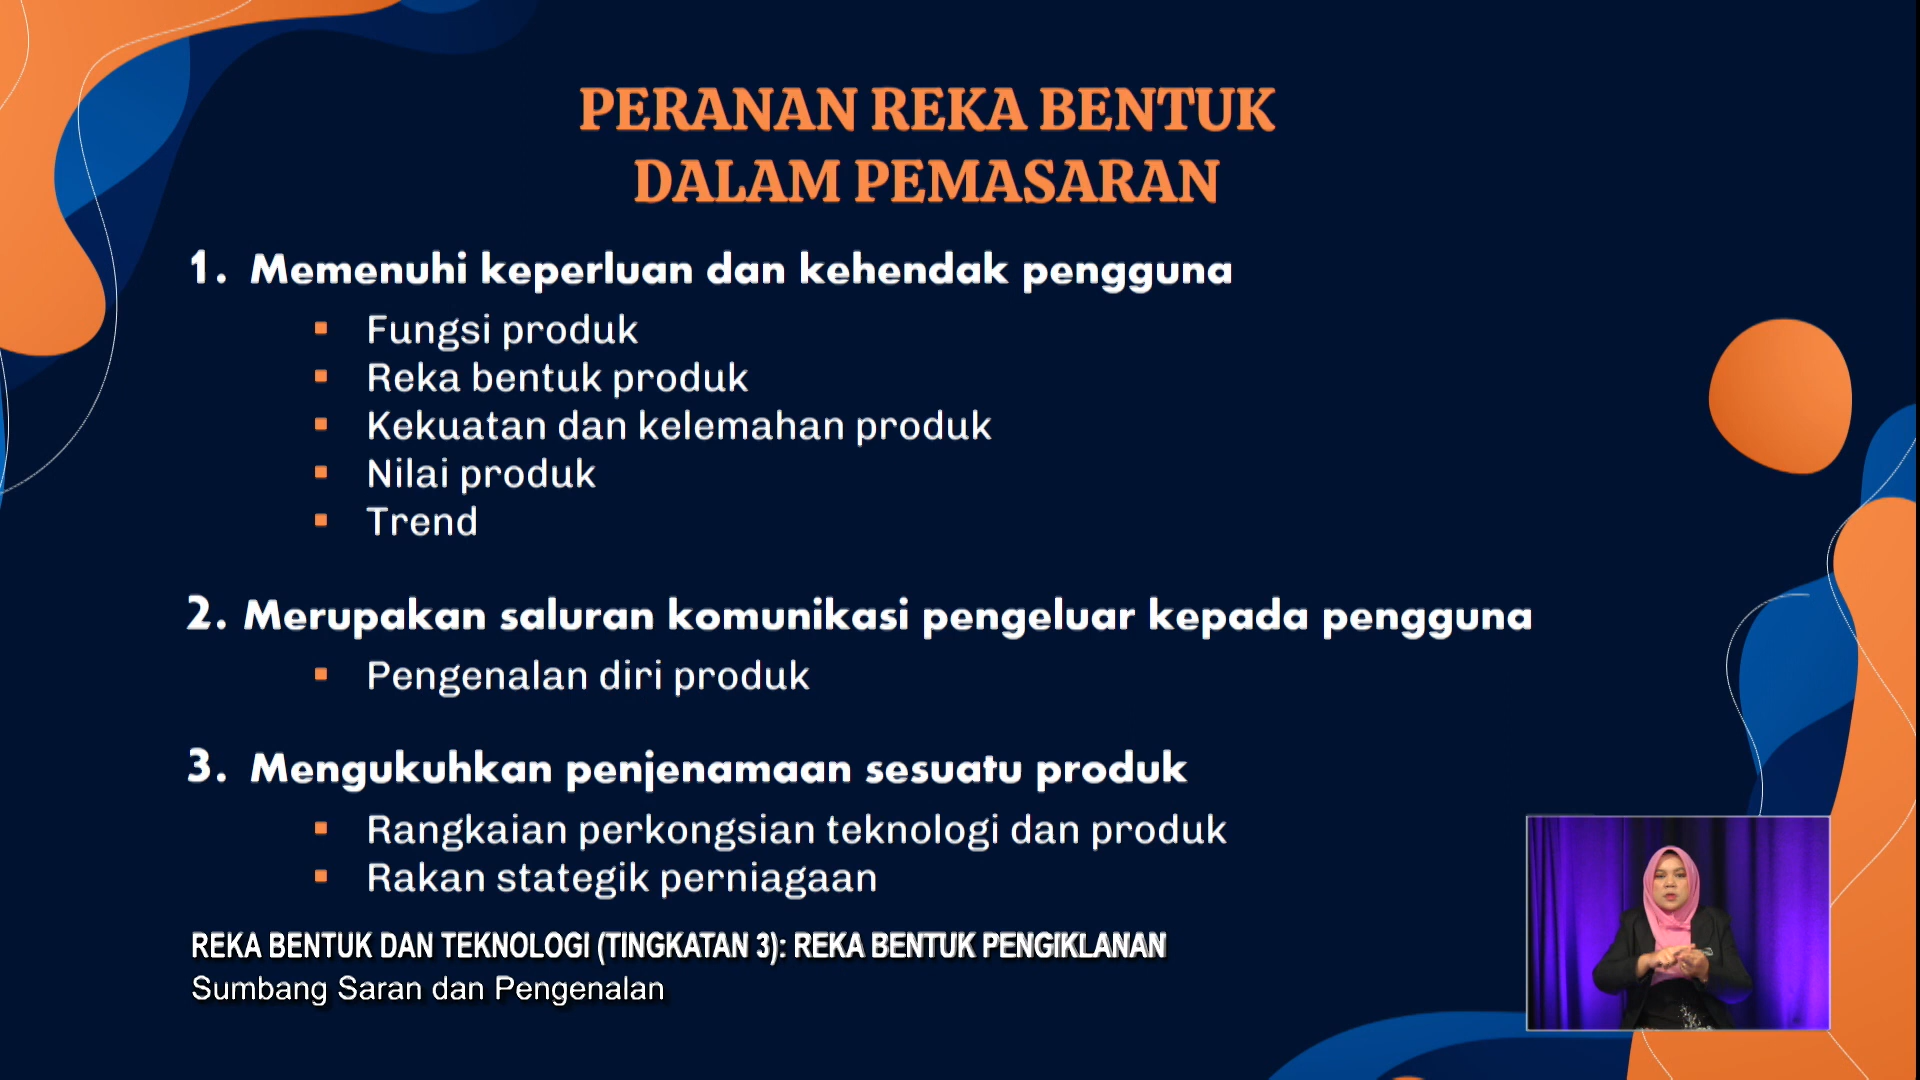 PERANAN REKA BENTUK
DALAM PEMASARAN
1. Memenuhi keperluan dan kehendak pengguna
▪ Fungsi produk
▪ Reka bentuk produk
▪ Kekuatan dan kelemahan produk
▪ Nilai produk
▪ Trend
2. Merupakan saluran komunikasi pengeluar kepada pengguna
▪ Pengenalan diri produk
3. Mengukuhkan penjenamaan sesuatu produk
▪ Rangkaian perkongsian teknologi dan produk
▪ Rakan stategik perniagaan
REKA BENTUK DAN TEKNOLOGI (TINGKATAN 3): REKA BENTUK PENGIKLANAN
Sumbang Saran dan Pengenalan